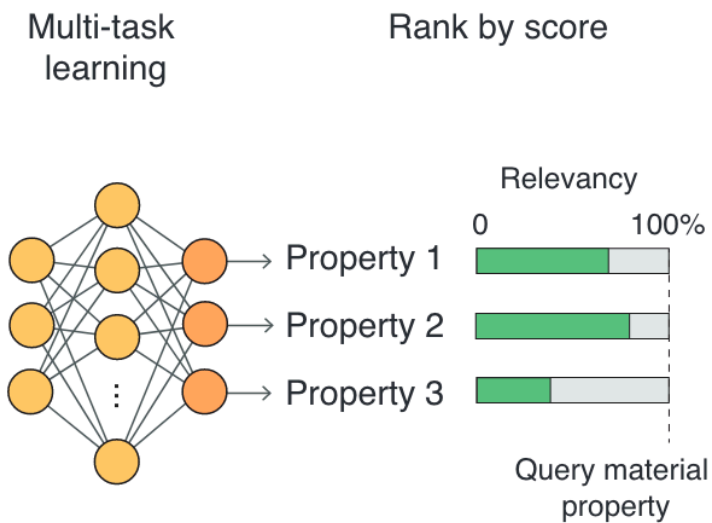 Multi-task
learning
Rank by score
Relevancy
0
100%
Property 1
Property 2
Property 3
Query material
property